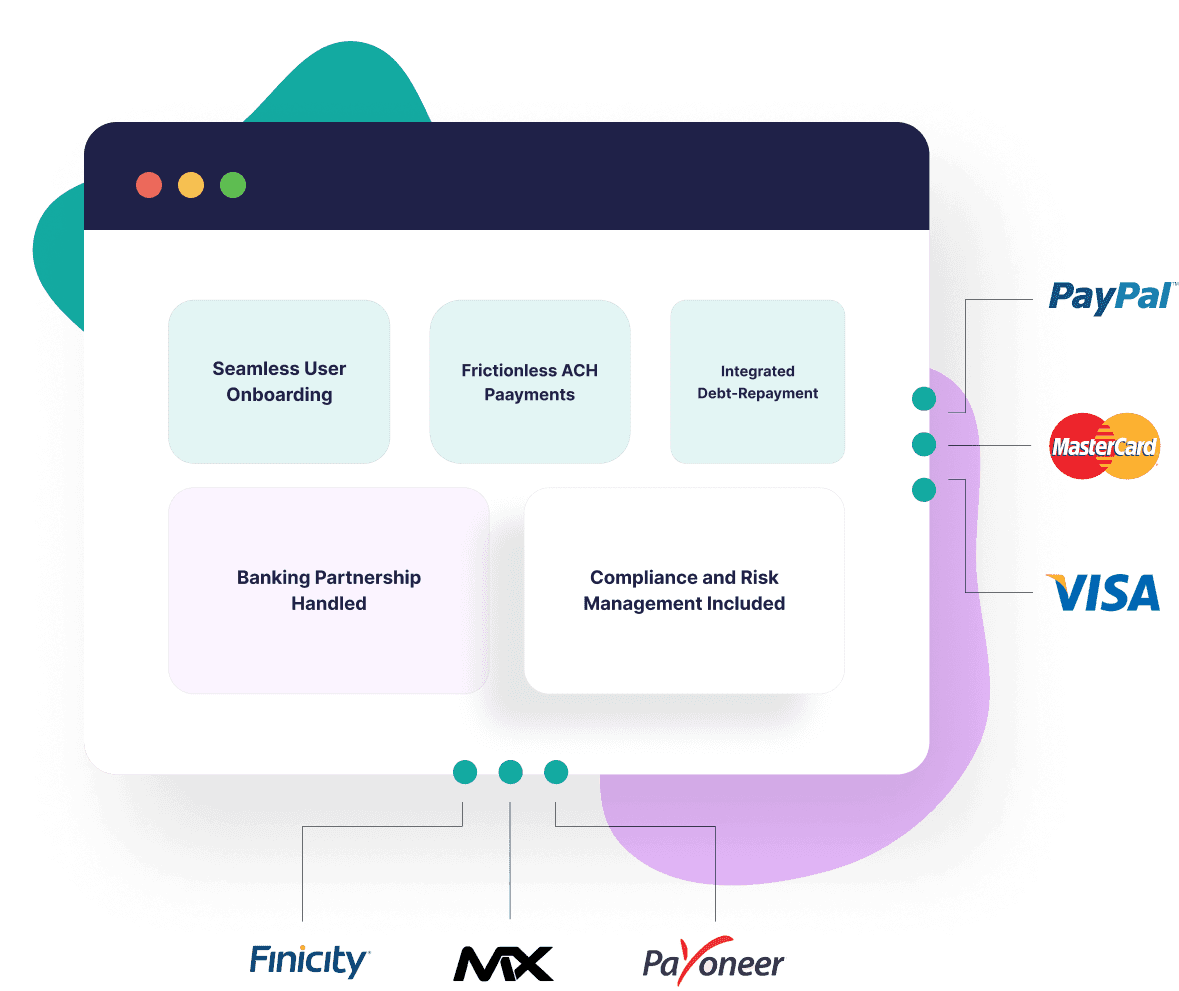 Seamless User
Onboarding
Frictionless ACH
Paayments
Integrated
Debt-Repayment
Banking Partnership
Handled
Compliance and Risk
Management Included
PayPal™
MasterCard
VISA
Finicity
MX
Payoneer